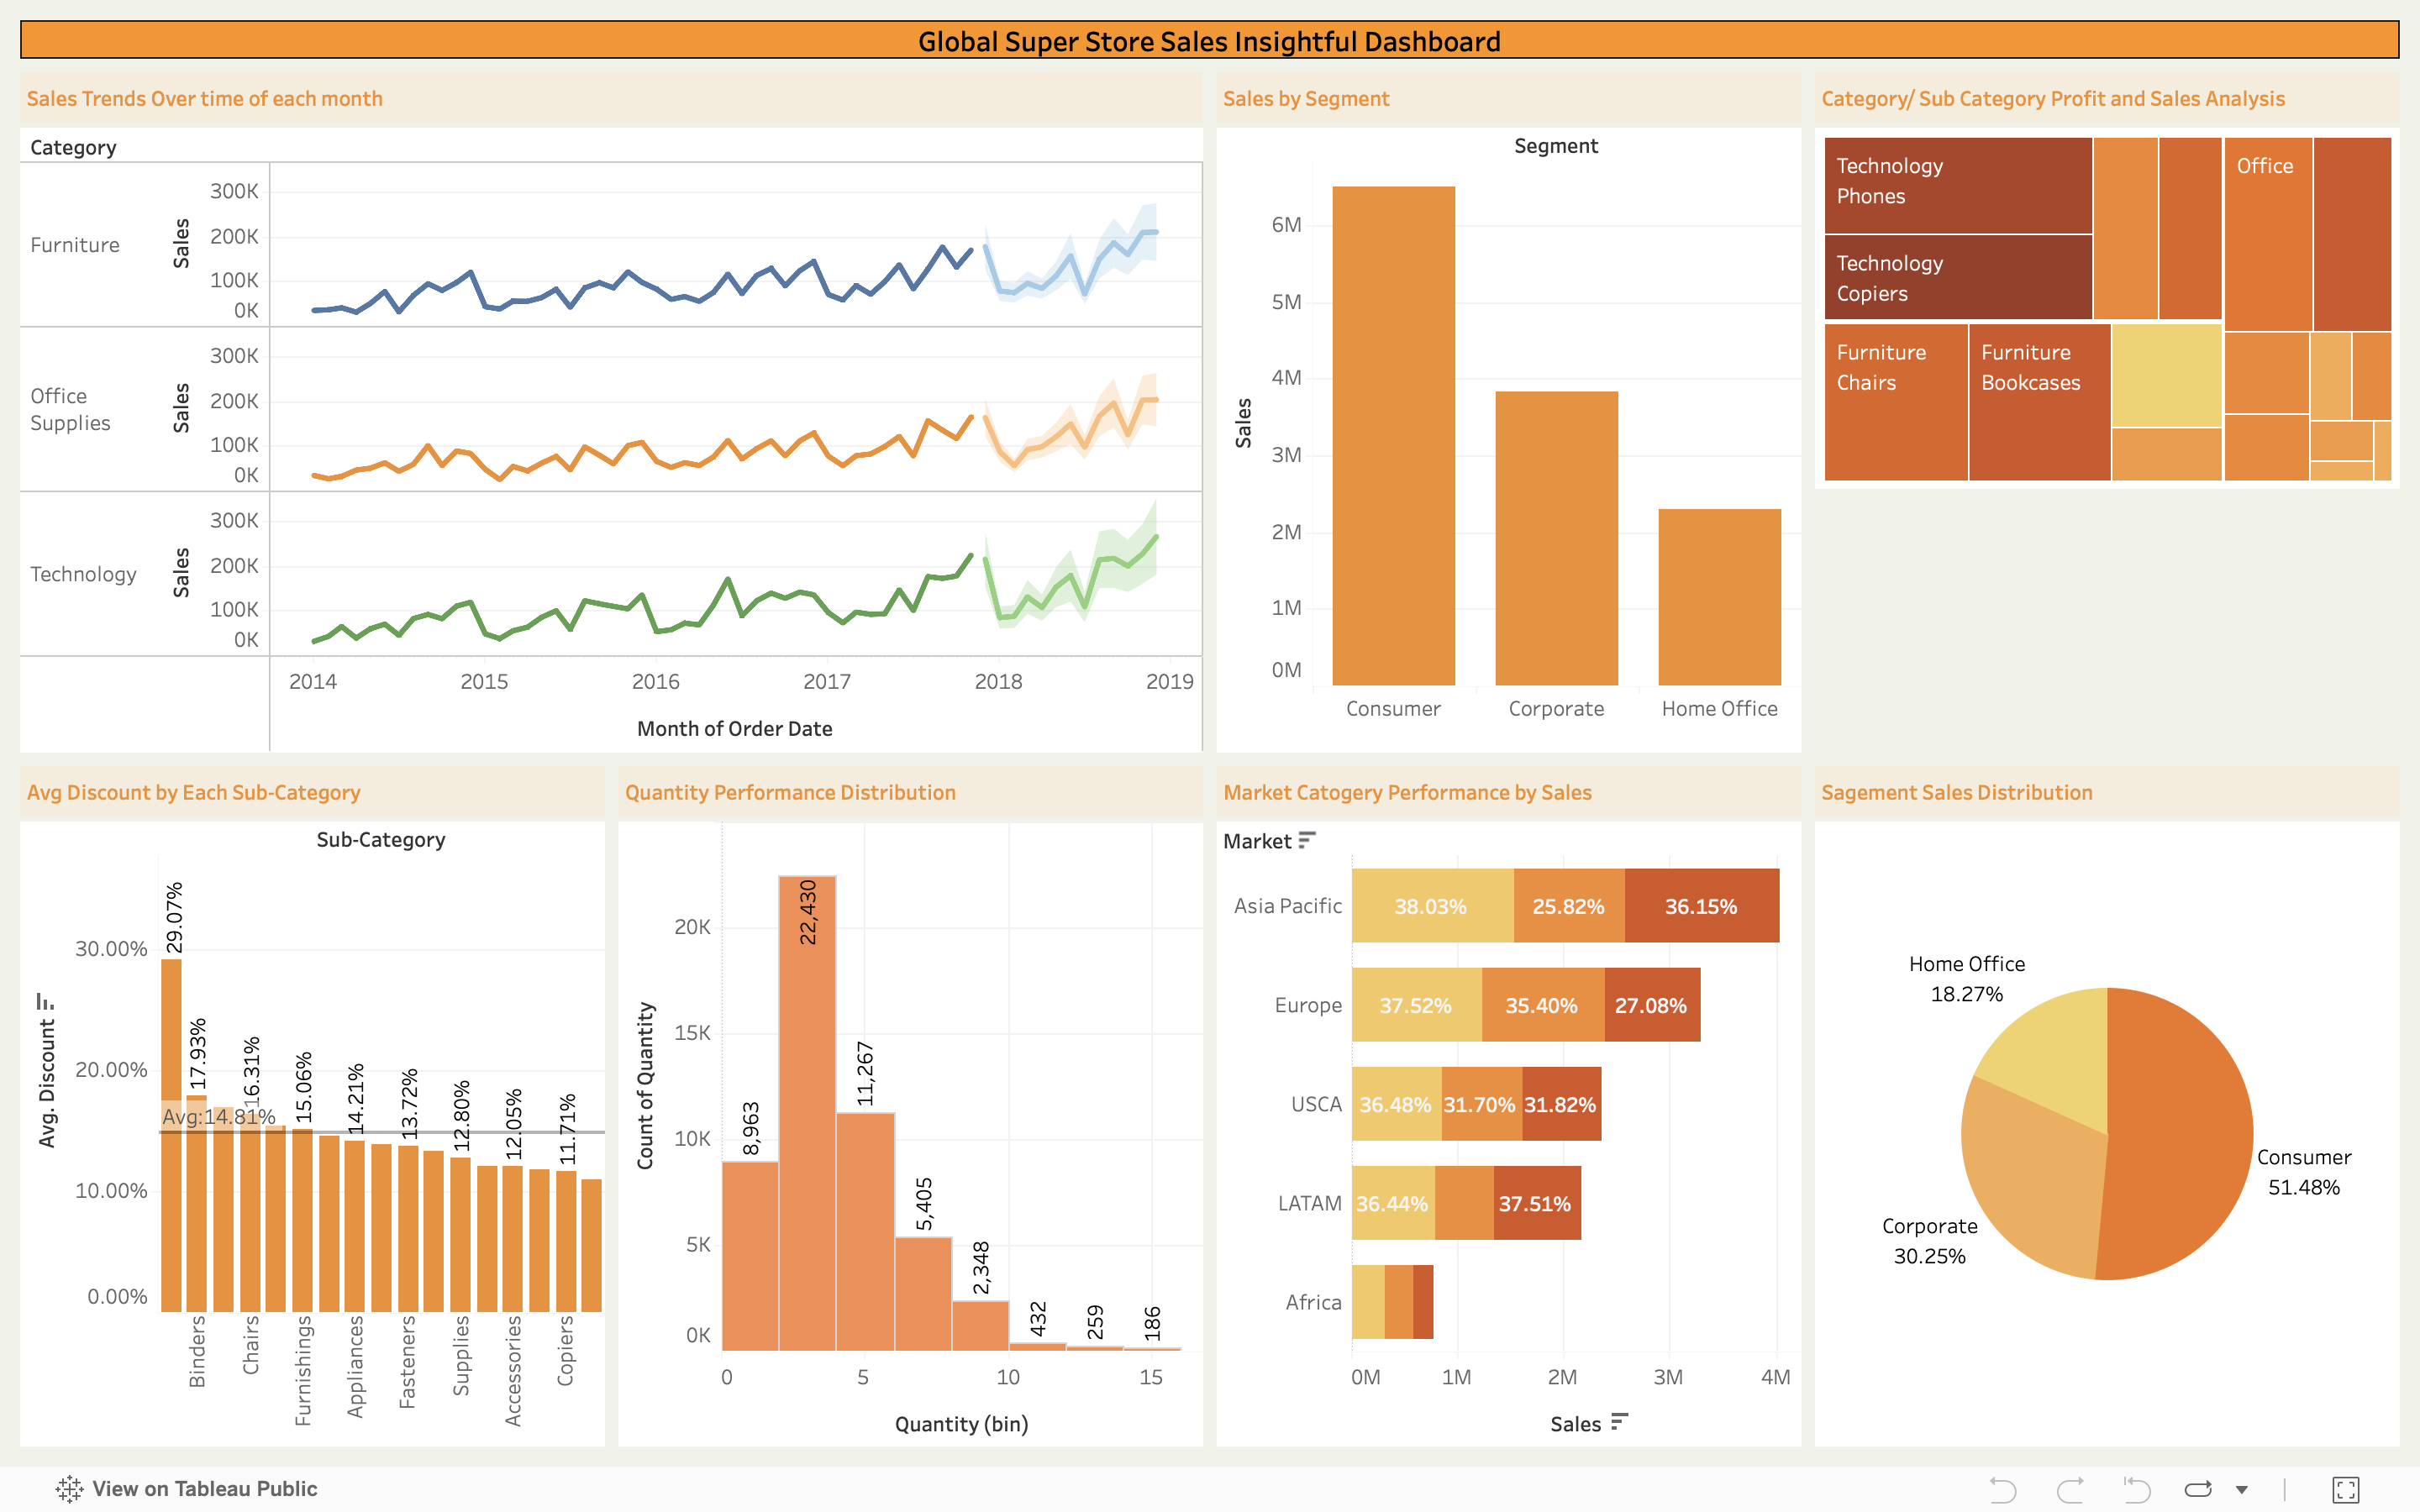 Global Super Store Sales Insightful Dashboard
Sales Trends Over time of each month
Category
Furniture
Sales
300K
200K
100K
0K
Office
Supplies
Sales
300K
200K
100K
0K
Technology
Sales
300K
200K
100K
0K
2014 2015 2016 2017 2018 2019
Month of Order Date
Sales by Segment
Segment
Sales
6M
5M
4M
3M
2M
1M
0M
Consumer Corporate Home Office
Category/ Sub Category Profit and Sales Analysis
Technology
Phones
Technology
Copiers
Furniture
Chairs
Furniture
Bookcases
Office
Avg Discount by Each Sub-Category
Sub-Category
Avg. Discount
30.00%
20.00%
10.00%
0.00%
29.07%
17.93%
16.31%
15.06%
14.21%
13.72%
12.80%
12.05%
11.71%
Avg:14.81%
Binders
Chairs
Furnishings
Appliances
Fasteners
Supplies
Accessories
Copiers
Quantity Performance Distribution
Count of Quantity
20K
15K
10K
5K
0K
8,963
22,430
11,267
5,405
2,348
432
259
186
0 5 10 15
Quantity (bin)
Market Catogery Performance by Sales
Market
Asia Pacific 38.03% 25.82% 36.15%
Europe 37.52% 35.40% 27.08%
USCA 36.48% 31.70% 31.82%
LATAM 36.44% 37.51%
Africa
0M 1M 2M 3M 4M
Sales
Sagement Sales Distribution
Home Office
18.27%
Consumer
51.48%
Corporate
30.25%
View on Tableau Public